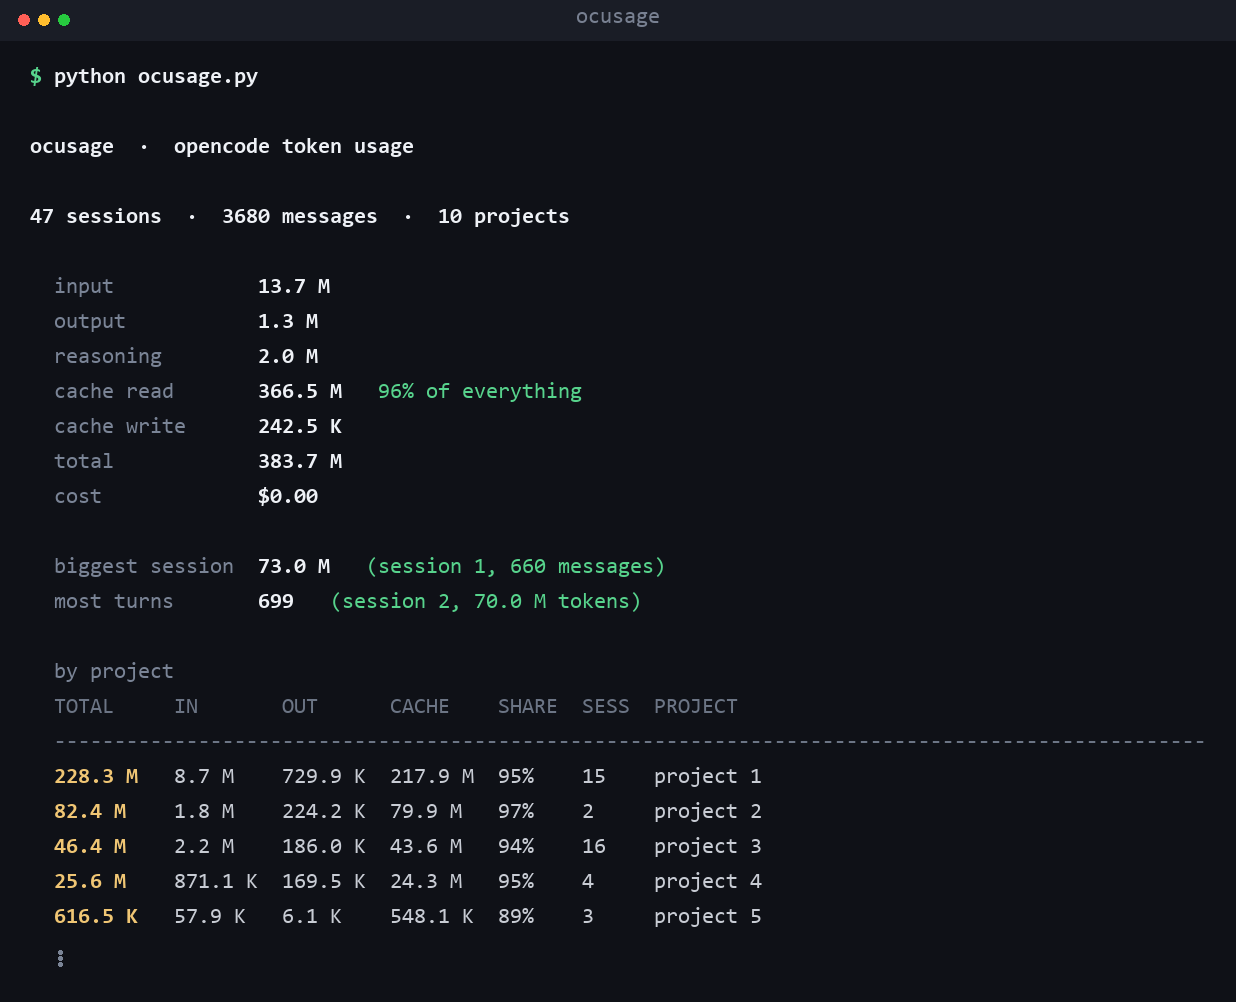 ocusage
$ python ocusage.py
ocusage · opencode token usage
47 sessions · 3680 messages · 10 projects
input 13.7 M
output 1.3 M
reasoning 2.0 M
cache read 366.5 M 96% of everything
cache write 242.5 K
total 383.7 M
cost $0.00
biggest session 73.0 M (session 1, 660 messages)
most turns 699 (session 2, 70.0 M tokens)
by project
TOTAL IN OUT CACHE SHARE SESS PROJECT
------------------------------------------------------------------------------------------------
228.3 M 8.7 M 729.9 K 217.9 M 95% 15 project 1
82.4 M 1.8 M 224.2 K 79.9 M 97% 2 project 2
46.4 M 2.2 M 186.0 K 43.6 M 94% 16 project 3
25.6 M 871.1 K 169.5 K 24.3 M 95% 4 project 4
616.5 K 57.9 K 6.1 K 548.1 K 89% 3 project 5
⋮